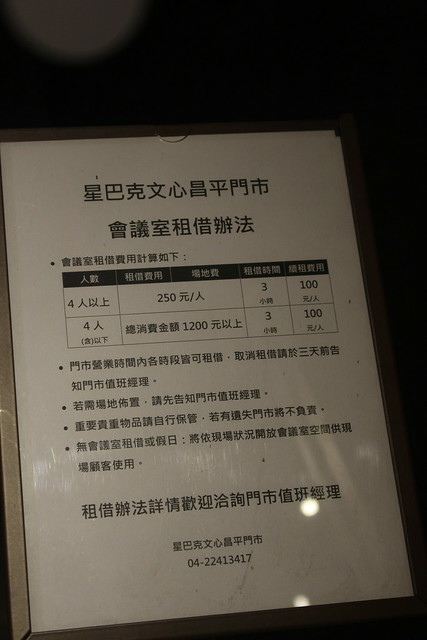 星巴克文心昌平門市
會議室租借辦法
• 會議室租借費用計算如下：
人數 租借費用 場地費 租借時間 續租費用
4 人以上 250 元/人 3 小時 100 元/人
4 人 (含)以下 總消費金額 1200 元以上 3 小時 100 元/人
• 門市營業時間內各時段皆可租借，取消租借請於三天前告
知門市值班經理。
• 若需場地佈置，請先告知門市值班經理。
• 重要貴重物品請自行保管，若有遺失門市將不負責。
• 無會議室租借或假日：將依現場狀況開放會議室空間供現
場顧客使用。
租借辦法詳情歡迎洽詢門市值班經理
星巴克文心昌平門市
04-22413417